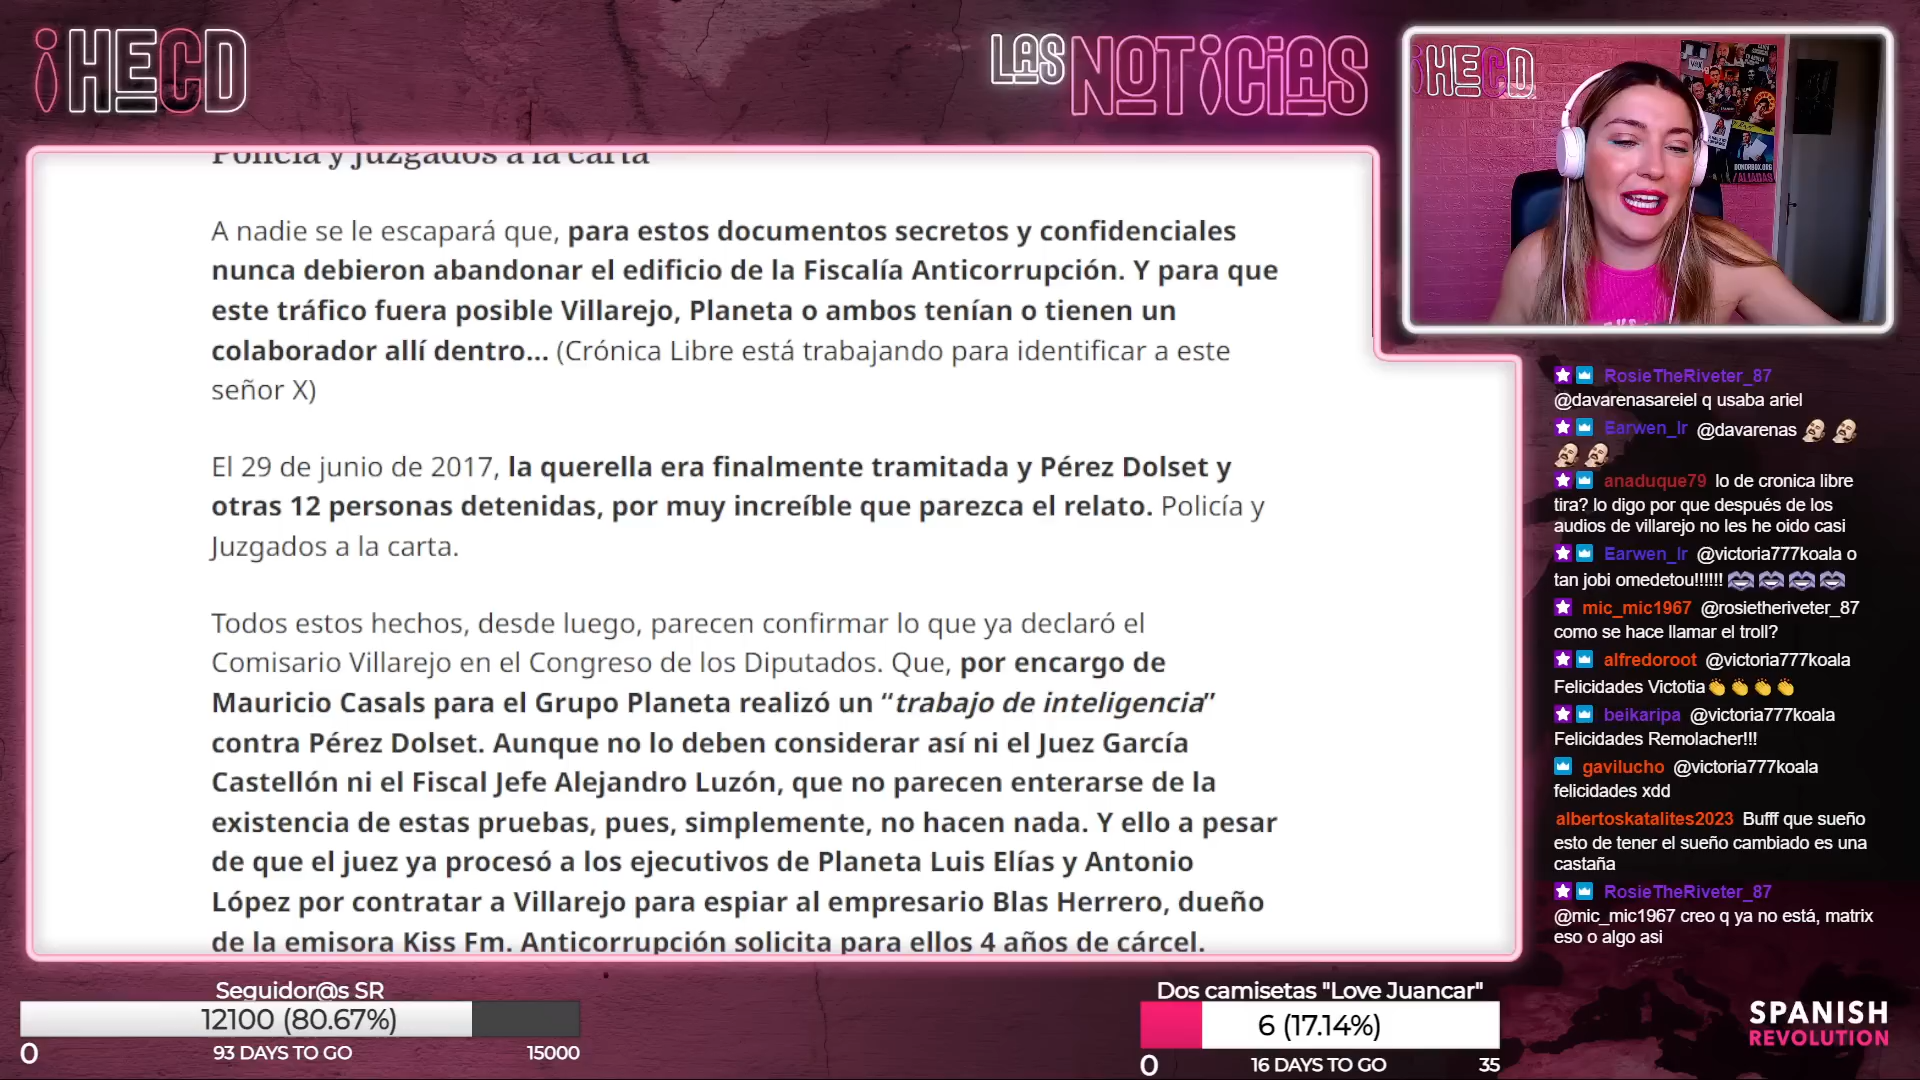 ¡HECD
LAS NOTICIAS
¡HECD
Policía y juzgados a la carta
A nadie se le escapará que, para estos documentos secretos y confidenciales
nunca debieron abandonar el edificio de la Fiscalía Anticorrupción. Y para que
este tráfico fuera posible Villarejo, Planeta o ambos tenían o tienen un
colaborador allí dentro... (Crónica Libre está trabajando para identificar a este
señor X)
El 29 de junio de 2017, la querella era finalmente tramitada y Pérez Dolset y
otras 12 personas detenidas, por muy increíble que parezca el relato. Policía y
Juzgados a la carta.
Todos estos hechos, desde luego, parecen confirmar lo que ya declaró el
Comisario Villarejo en el Congreso de los Diputados. Que, por encargo de
Mauricio Casals para el Grupo Planeta realizó un “trabajo de inteligencia”
contra Pérez Dolset. Aunque no lo deben considerar así ni el Juez García
Castellón ni el Fiscal Jefe Alejandro Luzón, que no parecen enterarse de la
existencia de estas pruebas, pues, simplemente, no hacen nada. Y ello a pesar
de que el juez ya procesó a los ejecutivos de Planeta Luis Elías y Antonio
López por contratar a Villarejo para espiar al empresario Blas Herrero, dueño
de la emisora Kiss Fm. Anticorrupción solicita para ellos 4 años de cárcel.
RosieTheRiveter_87
@davarenasareiel q usaba ariel
Earwen_Ir @davarenas
anaduque79 lo de cronica libre
tira? lo digo por que después de los
audios de villarejo no les he oido casi
Earwen_Ir @victoria777koala o
tan jobi omedetou!!!!!!
mic_mic1967 @rosietheriveter_87
como se hace llamar el troll?
alfredoroot @victoria777koala
Felicidades Victotia👏👏👏👏
beikaripa @victoria777koala
Felicidades Remolacher!!!
gavilucho @victoria777koala
felicidades xdd
albertoskatalites2023 Bufff que sueño
esto de tener el sueño cambiado es una
castaña
RosieTheRiveter_87
@mic_mic1967 creo q ya no está, matrix
eso o algo asi
Seguidor@s SR
12100 (80.67%)
0 93 DAYS TO GO 15000
Dos camisetas "Love Juancar"
6 (17.14%)
0 16 DAYS TO GO 35
SPANISH
REVOLUTION